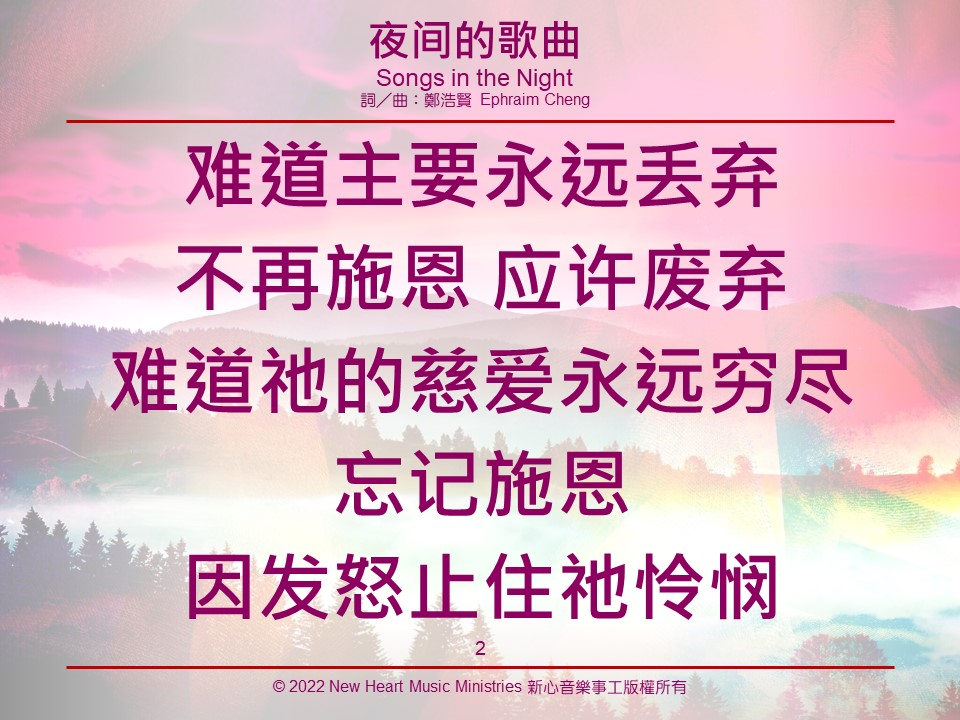 夜间的歌曲
Songs in the Night
詞／曲：鄭浩賢 Ephraim Cheng
难道主要永远丢弃
不再施恩 应许废弃
难道祂的慈爱永远穷尽
忘记施恩
因发怒止住祂怜悯
2
© 2022 New Heart Music Ministries 新心音樂事工版權所有